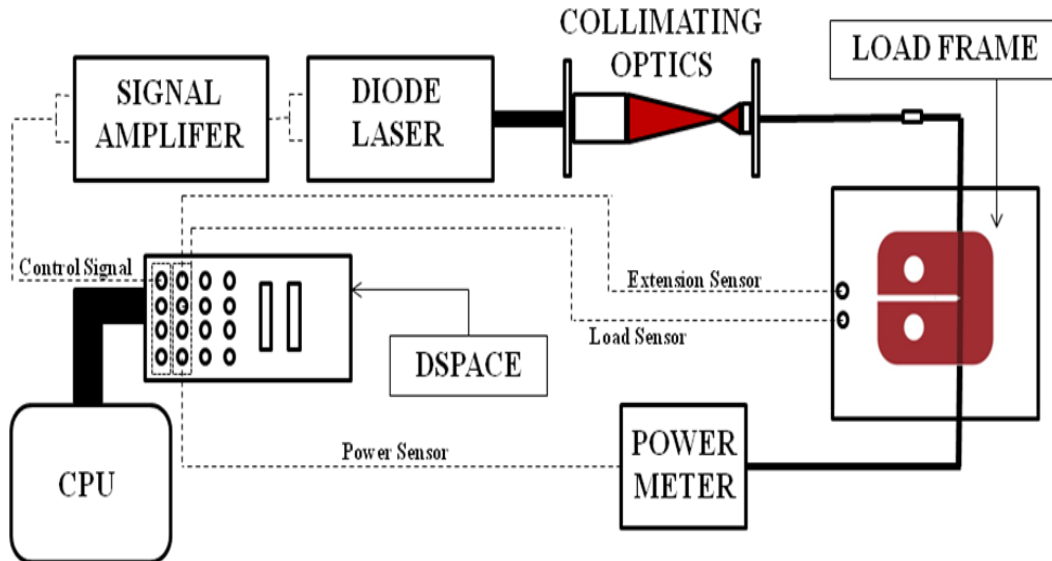 COLLIMATING
OPTICS
LOAD FRAME
SIGNAL
AMPLIFER
DIODE
LASER
Control Signal
Extension Sensor
Load Sensor
DSPACE
CPU
Power Sensor
POWER
METER